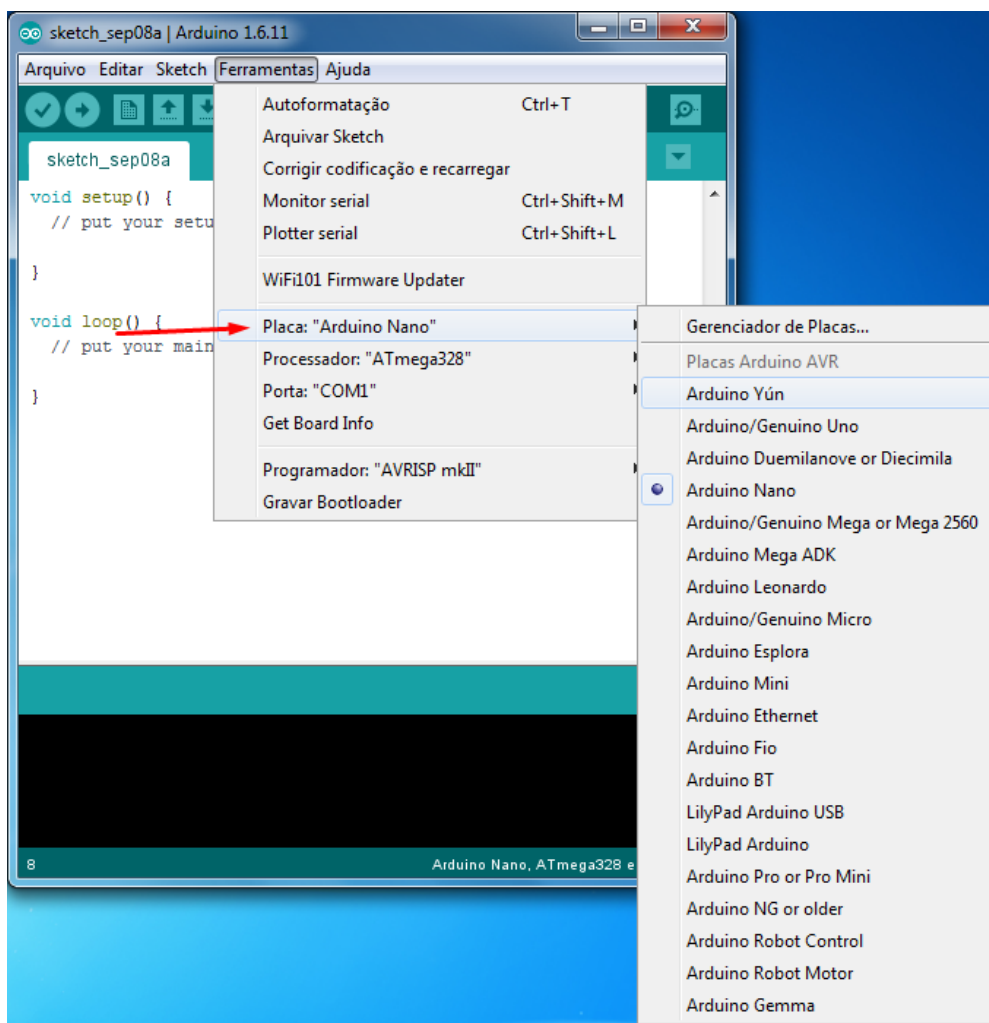 sketch_sep08a | Arduino 1.6.11
Arquivo Editar Sketch Ferramentas Ajuda
sketch_sep08a
void setup() {
// put your setu
}
void loop() {
// put your main
}
Autoformatação Ctrl+T
Arquivar Sketch
Corrigir codificação e recarregar
Monitor serial Ctrl+Shift+M
Plotter serial Ctrl+Shift+L
WiFi101 Firmware Updater
Placa: "Arduino Nano"
Processador: "ATmega328"
Porta: "COM1"
Get Board Info
Programador: "AVRISP mkII"
Gravar Bootloader
Gerenciador de Placas...
Placas Arduino AVR
Arduino Yún
Arduino/Genuino Uno
Arduino Duemilanove or Diecimila
Arduino Nano
Arduino/Genuino Mega or Mega 2560
Arduino Mega ADK
Arduino Leonardo
Arduino/Genuino Micro
Arduino Esplora
Arduino Mini
Arduino Ethernet
Arduino Fio
Arduino BT
LilyPad Arduino USB
LilyPad Arduino
Arduino Pro or Pro Mini
Arduino NG or older
Arduino Robot Control
Arduino Robot Motor
Arduino Gemma
8 Arduino Nano, ATmega328 e